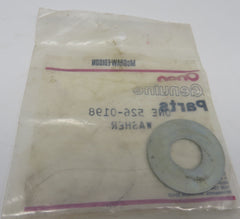 Onan
Genuine
Parts
ONE 526-0198
WASHER